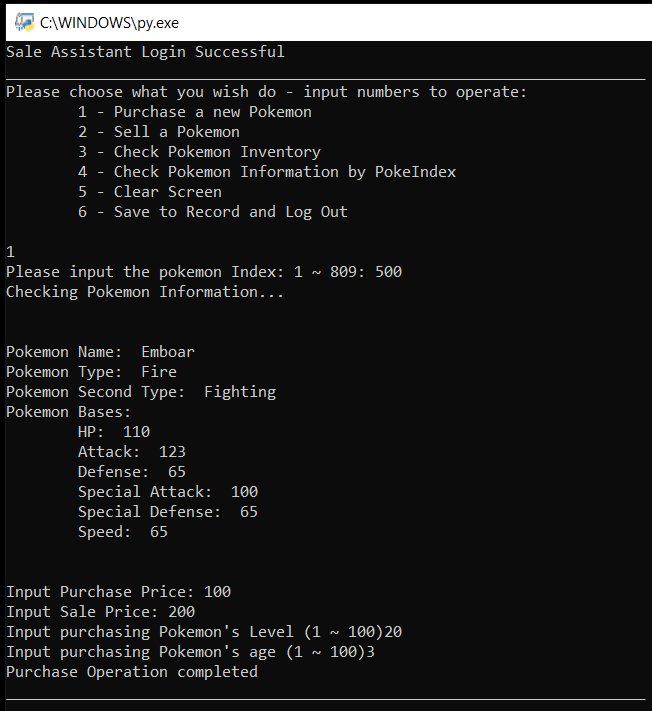 C:\WINDOWS\py.exe
Sale Assistant Login Successful
Please choose what you wish do - input numbers to operate:
1 - Purchase a new Pokemon
2 - Sell a Pokemon
3 - Check Pokemon Inventory
4 - Check Pokemon Information by PokeIndex
5 - Clear Screen
6 - Save to Record and Log Out
1
Please input the pokemon Index: 1 ~ 809: 500
Checking Pokemon Information...
Pokemon Name:  Emboar
Pokemon Type:  Fire
Pokemon Second Type:  Fighting
Pokemon Bases:
HP:  110
Attack:  123
Defense:  65
Special Attack:  100
Special Defense:  65
Speed:  65
Input Purchase Price: 100
Input Sale Price: 200
Input purchasing Pokemon's Level (1 ~ 100)20
Input purchasing Pokemon's age (1 ~ 100)3
Purchase Operation completed